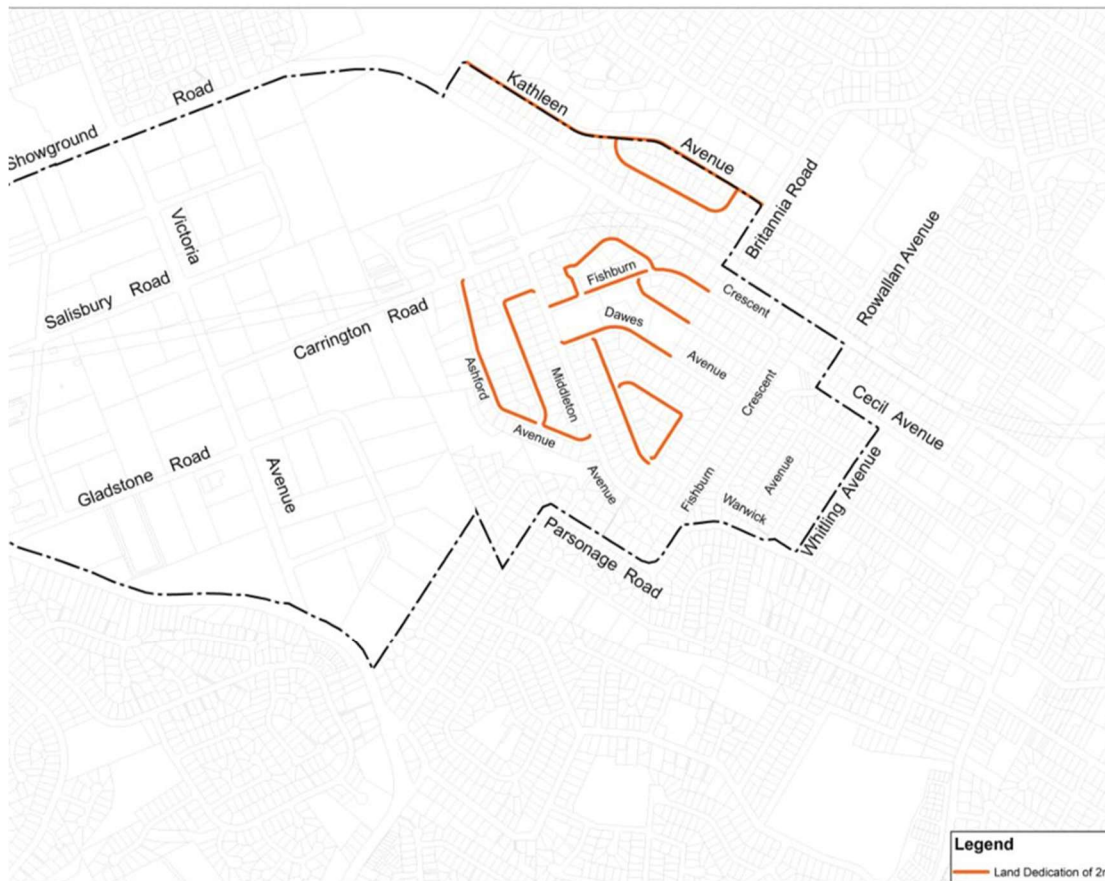 Kathleen
Avenue
Showground Road
Britannia Road
Rowallan Avenue
Victoria
Avenue
Salisbury Road
Fishburn
Crescent
Dawes
Avenue
Carrington Road
Ashford
Avenue
Middleton
Avenue
Crescent
Fishburn
Cecil Avenue
Avenue
Warwick
Whitling Avenue
Gladstone Road
Parsonage Road
Legend
Land Dedication of 2